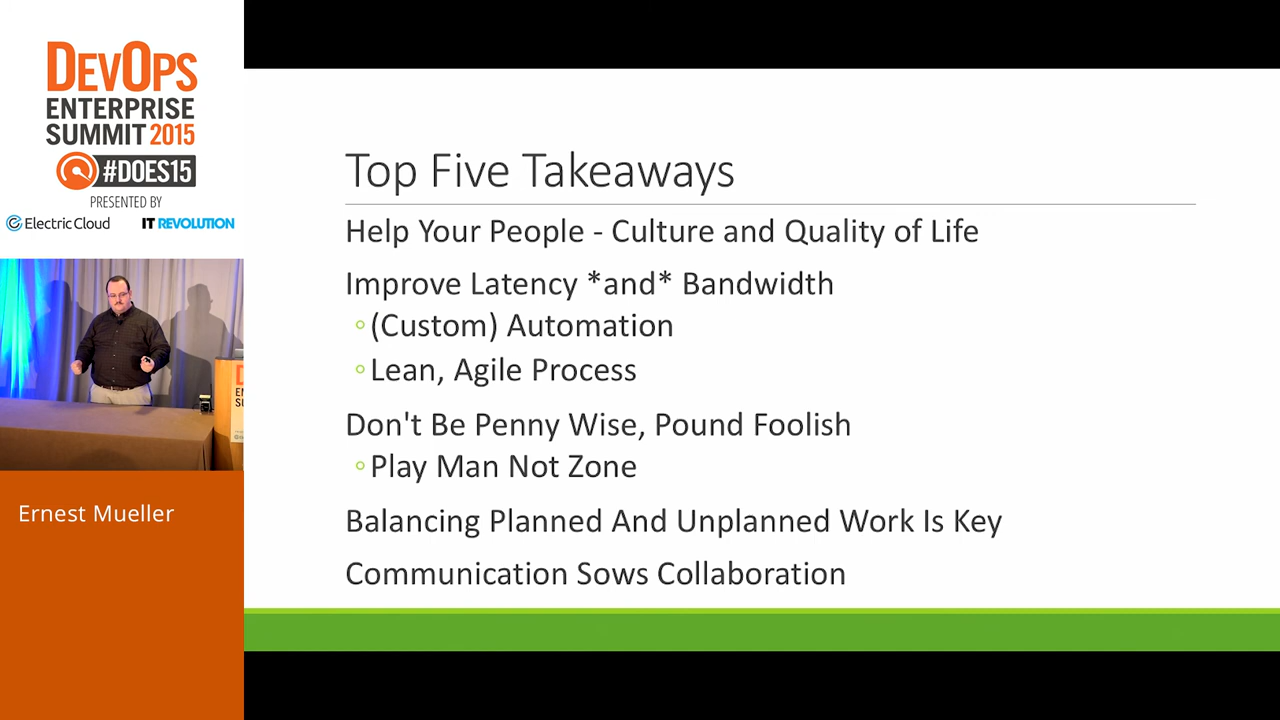 DEVOPS
ENTERPRISE
SUMMIT 2015
#DOES15
PRESENTED BY
Electric Cloud
IT REVOLUTION
Ernest Mueller
Top Five Takeaways
Help Your People - Culture and Quality of Life
Improve Latency *and* Bandwidth
(Custom) Automation
Lean, Agile Process
Don't Be Penny Wise, Pound Foolish
Play Man Not Zone
Balancing Planned And Unplanned Work Is Key
Communication Sows Collaboration